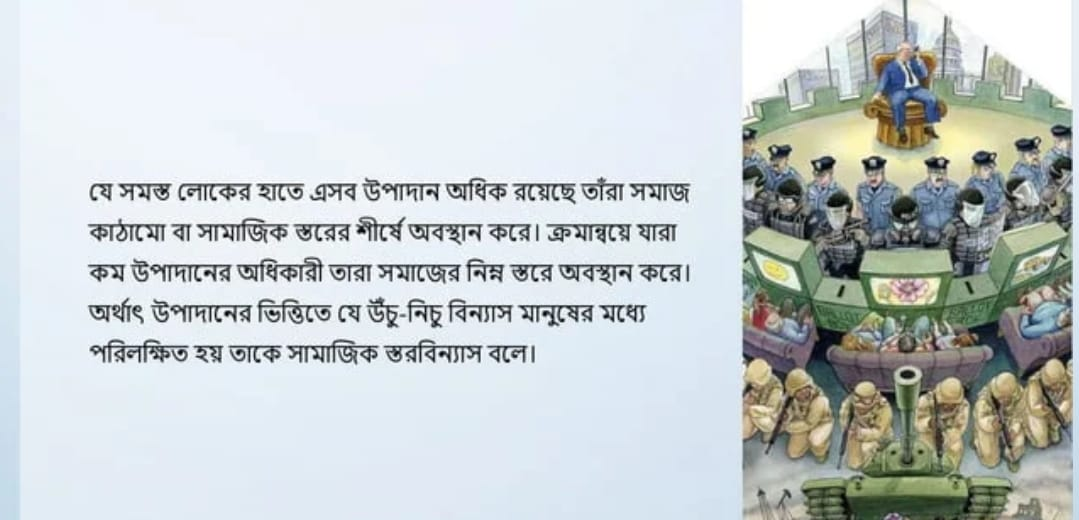 যে সমস্ত লোকের হাতে এসব উপাদান অধিক রয়েছে তাঁরা সমাজ
কাঠামো বা সামাজিক স্তরের শীর্ষে অবস্থান করে। ক্রমান্বয়ে যারা
কম উপাদানের অধিকারী তারা সমাজের নিম্ন স্তরে অবস্থান করে।
অর্থাৎ উপাদানের ভিত্তিতে যে উঁচু-নিচু বিন্যাস মানুষের মধ্যে
পরিলক্ষিত হয় তাকে সামাজিক স্তরবিন্যাস বলে।